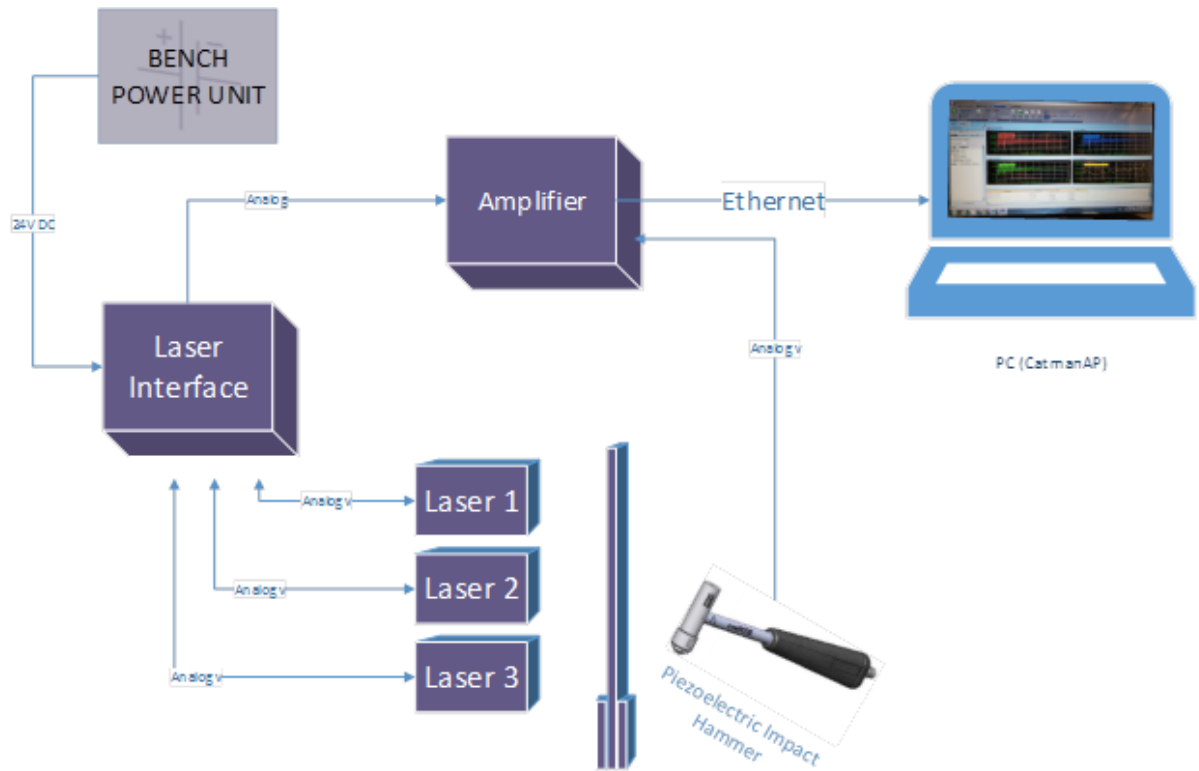 BENCH
POWER UNIT
24V DC
Analog
Amplifier
Ethernet
Laser
Interface
Analog v
PC (CatmanAP)
Analog v
Laser 1
Analog v
Laser 2
Analog v
Laser 3
Piezoelectric Impact
Hammer